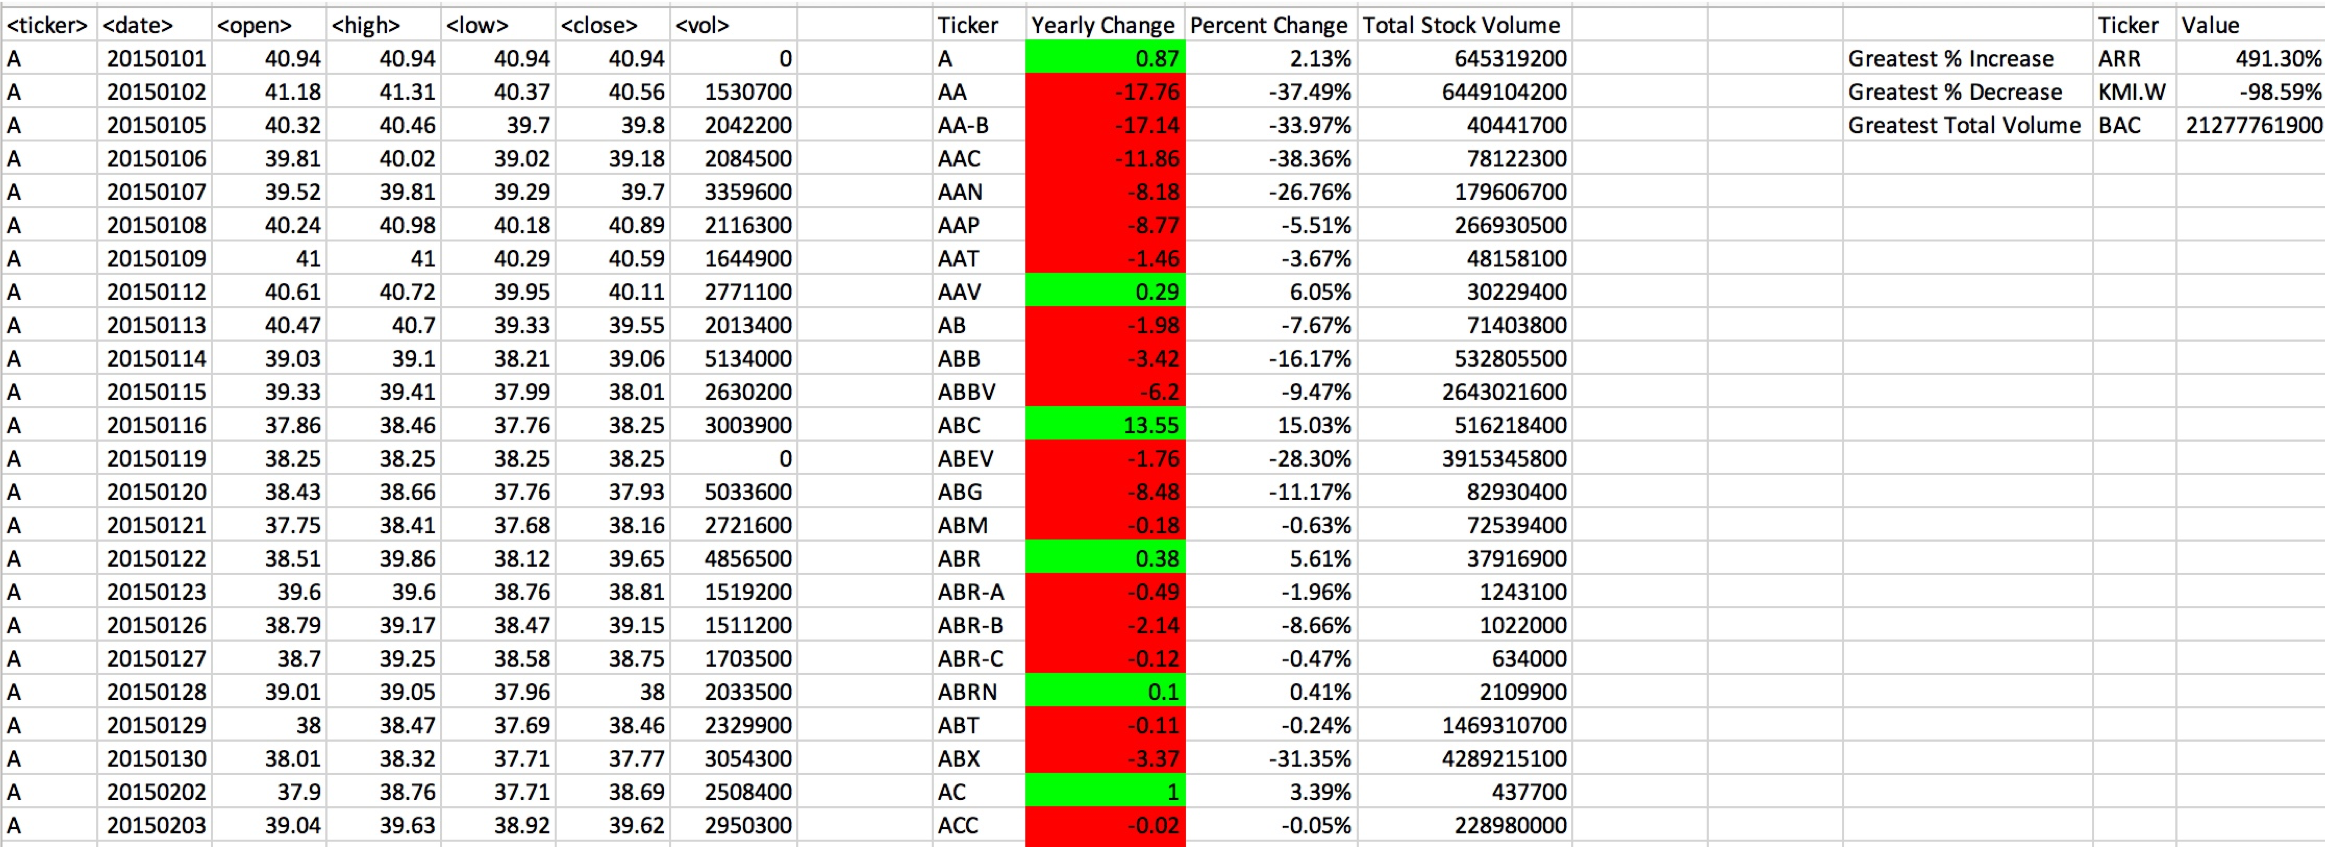 <ticker> <date> <open> <high> <low> <close> <vol> Ticker Yearly Change Percent Change Total Stock Volume Ticker Value
A 20150101 40.94 40.94 40.94 40.94 0 A 0.87 2.13% 645319200 Greatest % Increase ARR 491.30%
A 20150102 41.18 41.31 40.37 40.56 1530700 AA -17.76 -37.49% 6449104200 Greatest % Decrease KMI.W -98.59%
A 20150105 40.32 40.46 39.7 39.8 2042200 AA-B -17.14 -33.97% 40441700 Greatest Total Volume BAC 21277761900
A 20150106 39.81 40.02 39.02 39.18 2084500 AAC -11.86 -38.36% 78122300
A 20150107 39.52 39.81 39.29 39.7 3359600 AAN -8.18 -26.76% 179606700
A 20150108 40.24 40.98 40.18 40.89 2116300 AAP -8.77 -5.51% 266930500
A 20150109 41 41 40.29 40.59 1644900 AAT -1.46 -3.67% 48158100
A 20150112 40.61 40.72 39.95 40.11 2771100 AAV 0.29 6.05% 30229400
A 20150113 40.47 40.7 39.33 39.55 2013400 AB -1.98 -7.67% 71403800
A 20150114 39.03 39.1 38.21 39.06 5134000 ABB -3.42 -16.17% 532805500
A 20150115 39.33 39.41 37.99 38.01 2630200 ABBV -6.2 -9.47% 2643021600
A 20150116 37.86 38.46 37.76 38.25 3003900 ABC 13.55 15.03% 516218400
A 20150119 38.25 38.25 38.25 38.25 0 ABEV -1.76 -28.30% 3915345800
A 20150120 38.43 38.66 37.76 37.93 5033600 ABG -8.48 -11.17% 82930400
A 20150121 37.75 38.41 37.68 38.16 2721600 ABM -0.18 -0.63% 72539400
A 20150122 38.51 39.86 38.12 39.65 4856500 ABR 0.38 5.61% 37916900
A 20150123 39.6 39.6 38.76 38.81 1519200 ABR-A -0.49 -1.96% 1243100
A 20150126 38.79 39.17 38.47 39.15 1511200 ABR-B -2.14 -8.66% 1022000
A 20150127 38.7 39.25 38.58 38.75 1703500 ABR-C -0.12 -0.47% 634000
A 20150128 39.01 39.05 37.96 38 2033500 ABRN 0.1 0.41% 2109900
A 20150129 38 38.47 37.69 38.46 2329900 ABT -0.11 -0.24% 1469310700
A 20150130 38.01 38.32 37.71 37.77 3054300 ABX -3.37 -31.35% 4289215100
A 20150202 37.9 38.76 37.71 38.69 2508400 AC 1 3.39% 437700
A 20150203 39.04 39.63 38.92 39.62 2950300 ACC -0.02 -0.05% 228980000